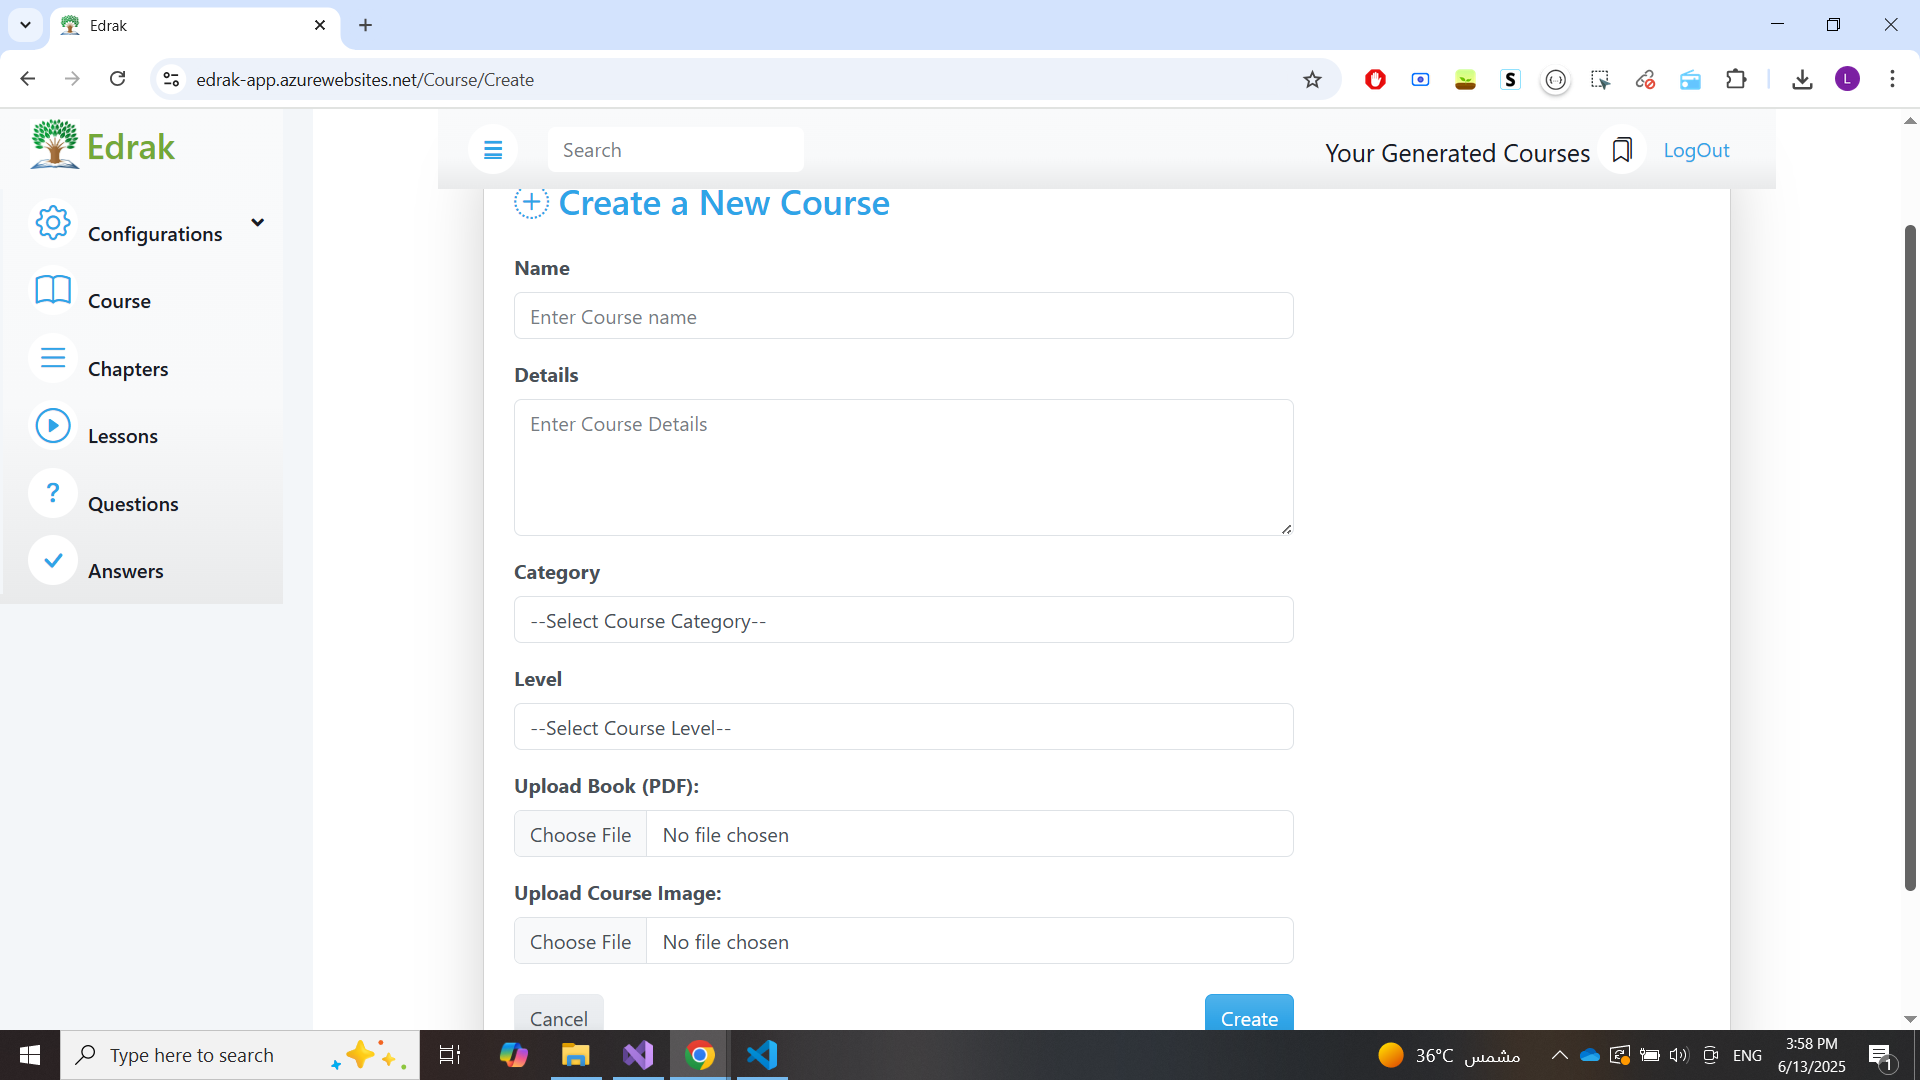 Edrak
edrak-app.azurewebsites.net/Course/Create
S
L
Edrak
Search
Your Generated Courses
LogOut
Configurations
Course
Chapters
Lessons
?
Questions
Answers
Create a New Course
Name
Enter Course name
Details
Enter Course Details
Category
--Select Course Category--
Level
--Select Course Level--
Upload Book (PDF):
Choose File No file chosen
Upload Course Image:
Choose File No file chosen
Cancel
Create
Type here to search
36°C مشمس
ENG
3:58 PM
6/13/2025
1